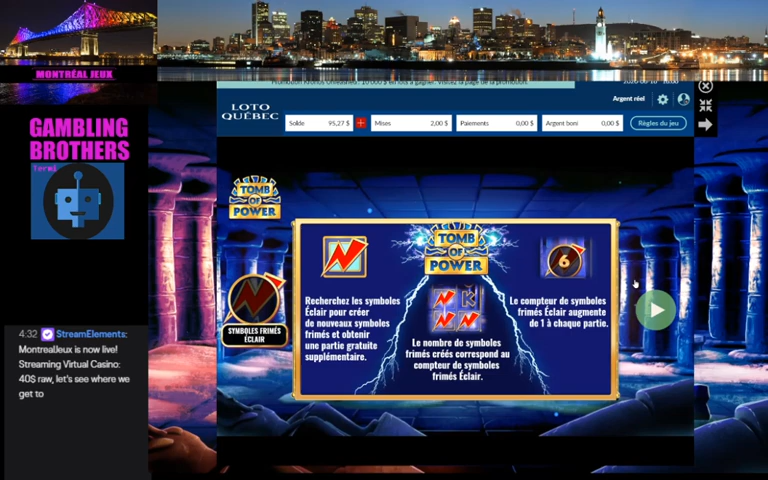 MONTRÉAL JEUX
GAMBLING
BROTHERS
4:32 StreamElements:
MontrealJeux is now live!
Streaming Virtual Casino:
40$ raw, let's see where we
get to
Argent réel
LOTO
QUÉBEC
Solde 95,27 $
Mises 2,00 $
Paiements 0,00 $
Argent boni 0,00 $
Règles du jeu
TOMB
OF
POWER
SYMBOLES FRIMÉS
ÉCLAIR
Recherchez les symboles
Éclair pour créer
de nouveaux symboles
frimés et obtenir
une partie gratuite
supplémentaire.
TOMB
OF
POWER
K
Le nombre de symboles
frimés créés correspond au
compteur de symboles
frimés Éclair.
6
Le compteur de symboles
frimés Éclair augmente
de 1 à chaque partie.